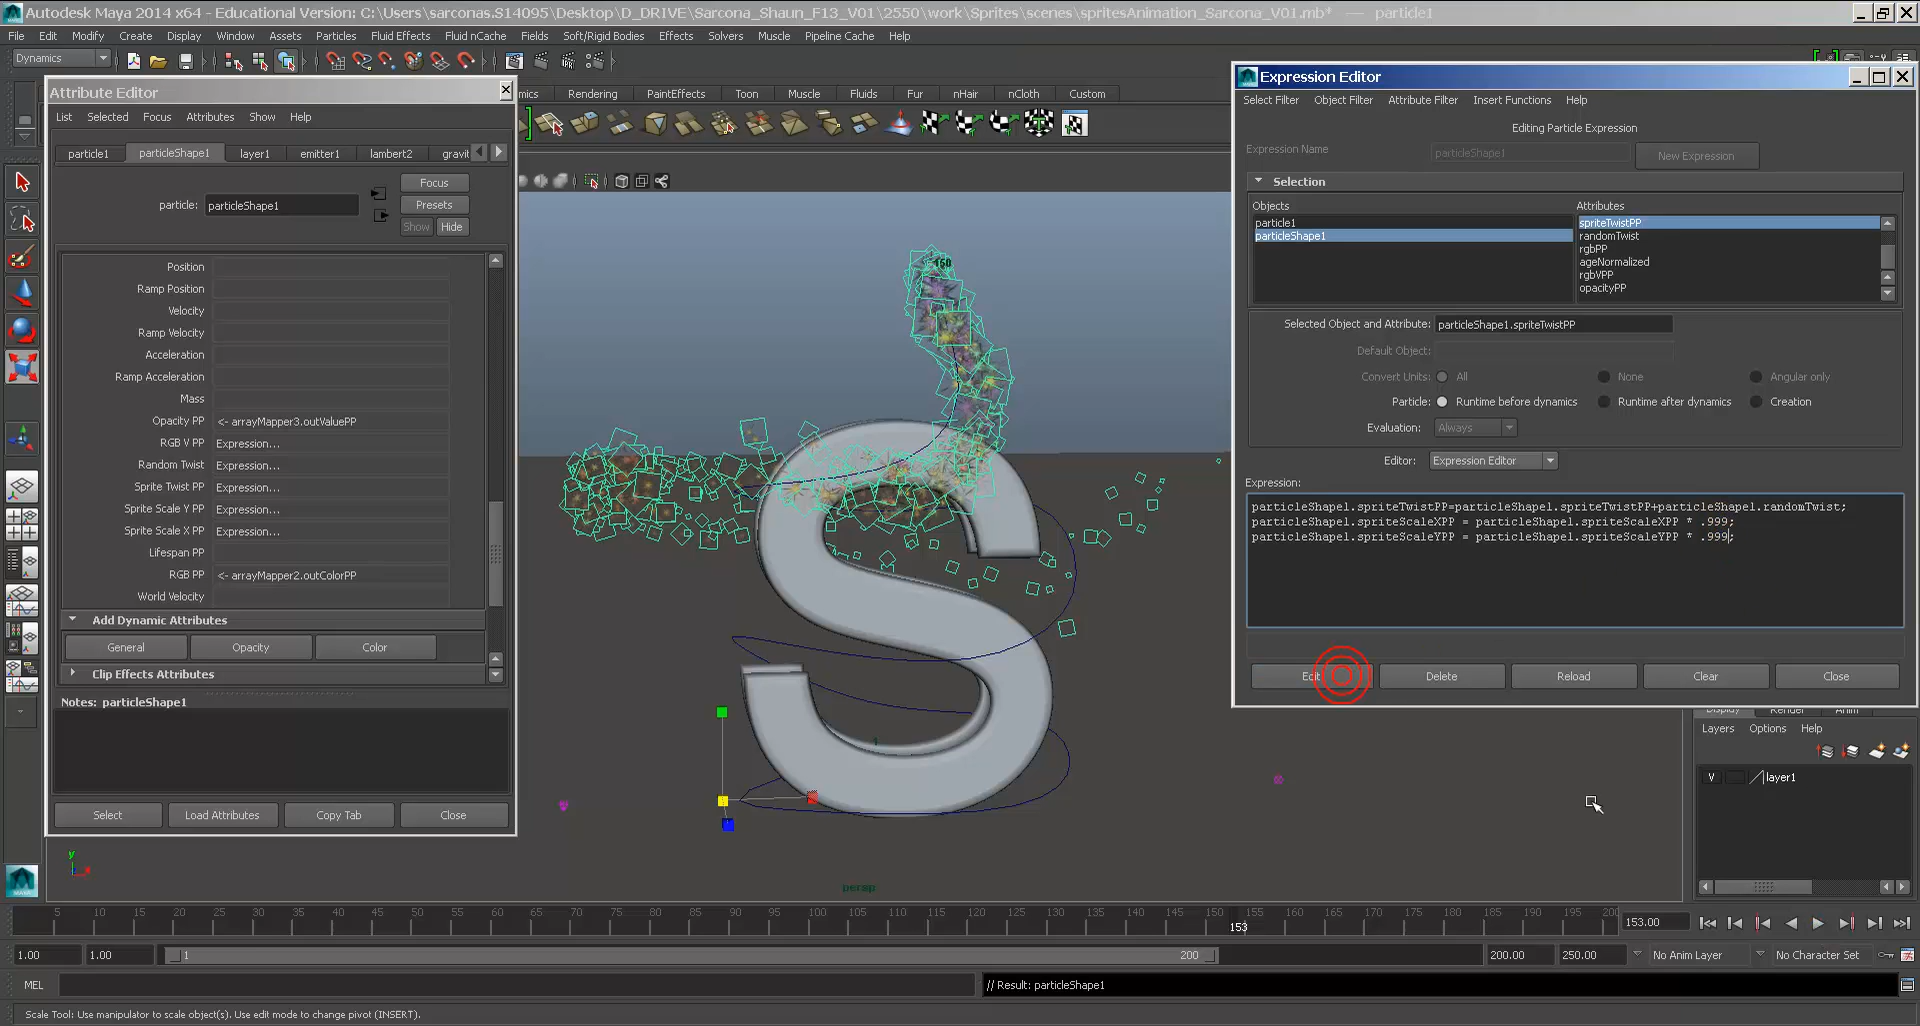 Autodesk Maya 2014 x64 - Educational Version: C:\Users\sarconas.S14095\Desktop\D_DRIVE\Sarcona_Shaun_F13_V01\2550\work\Sprites\scenes\spritesAnimation_Sarcona_V01.mb* --- particle1
File Edit Modify Create Display Window Assets Particles Fluid Effects Fluid nCache Fields Soft/Rigid Bodies Effects Solvers Muscle Pipeline Cache Help
Dynamics
Attribute Editor
List Selected Focus Attributes Show Help
particle1 particleShape1 layer1 emitter1 lambert2 gravit
particle: particleShape1
Focus
Presets
Show Hide
Position
Ramp Position
Velocity
Ramp Velocity
Acceleration
Ramp Acceleration
Mass
Opacity PP <- arrayMapper3.outValuePP
RGB V PP Expression...
Random Twist Expression...
Sprite Twist PP Expression...
Sprite Scale Y PP Expression...
Sprite Scale X PP Expression...
Lifespan PP
RGB PP <- arrayMapper2.outColorPP
World Velocity
Add Dynamic Attributes
General Opacity Color
Clip Effects Attributes
Notes: particleShape1
Select Load Attributes Copy Tab Close
mics Rendering PaintEffects Toon Muscle Fluids Fur nHair nCloth Custom
160
persp
y
x
Expression Editor
Select Filter Object Filter Attribute Filter Insert Functions Help
Editing Particle Expression
Expression Name particleShape1 New Expression
Selection
Objects Attributes
particle1
particleShape1
spriteTwistPP
randomTwist
rgbPP
ageNormalized
rgbVPP
opacityPP
Selected Object and Attribute: particleShape1.spriteTwistPP
Default Object:
Convert Units: All None Angular only
Particle: Runtime before dynamics Runtime after dynamics Creation
Evaluation: Always
Editor: Expression Editor
Expression:
particleShape1.spriteTwistPP=particleShape1.spriteTwistPP+particleShape1.randomTwist;
particleShape1.spriteScaleXPP = particleShape1.spriteScaleXPP * .999;
particleShape1.spriteScaleYPP = particleShape1.spriteScaleYPP * .999;
Edit Delete Reload Clear Close
Display Render Anim
Layers Options Help
V layer1
5 10 15 20 25 30 35 40 45 50 55 60 65 70 75 80 85 90 95 100 105 110 115 120 125 130 135 140 145 150 155 160 165 170 175 180 185 190 195 200
153
153.00
1.00 1.00 1 200 200.00 250.00 No Anim Layer No Character Set
MEL // Result: particleShape1
Scale Tool: Use manipulator to scale object(s). Use edit mode to change pivot (INSERT).